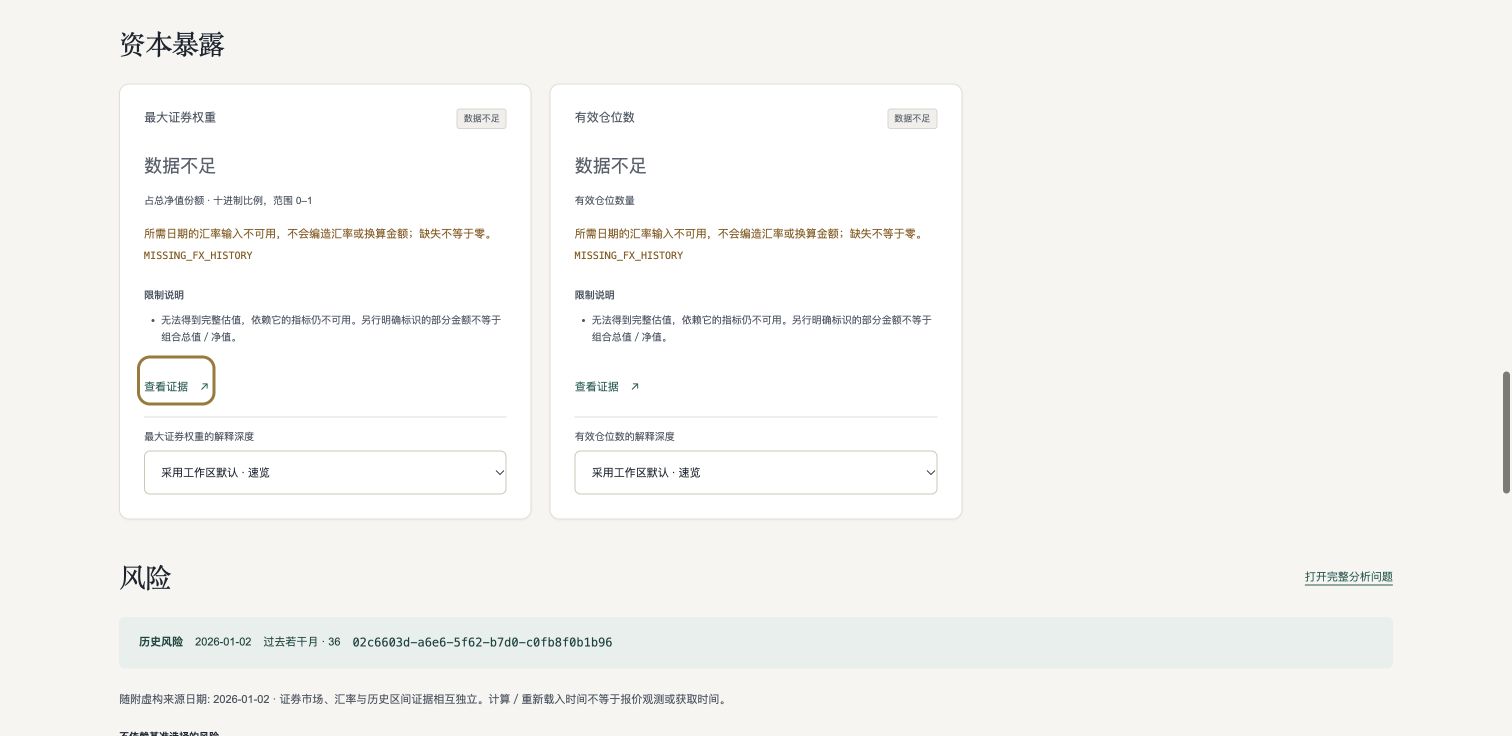 资本暴露
最大证券权重
数据不足
数据不足
占总净值份额 · 十进制比例，范围 0–1
所需日期的汇率输入不可用，不会编造汇率或换算金额；缺失不等于零。
MISSING_FX_HISTORY
限制说明
• 无法得到完整估值，依赖它的指标仍不可用。另行明确标识的部分金额不等于
组合总值 / 净值。
查看证据 ↗
最大证券权重的解释深度
采用工作区默认 · 速览
有效仓位数
数据不足
数据不足
有效仓位数量
所需日期的汇率输入不可用，不会编造汇率或换算金额；缺失不等于零。
MISSING_FX_HISTORY
限制说明
• 无法得到完整估值，依赖它的指标仍不可用。另行明确标识的部分金额不等于
组合总值 / 净值。
查看证据 ↗
有效仓位数的解释深度
采用工作区默认 · 速览
风险
打开完整分析问题
历史风险 2026-01-02 过去若干月 · 36 02c6603d-a6e6-5f62-b7d0-c0fb8f0b1b96
随附虚构来源日期: 2026-01-02 · 证券市场、汇率与历史区间证据相互独立。计算 / 重新载入时间不等于报价观测或获取时间。
不依赖基准选择的风险